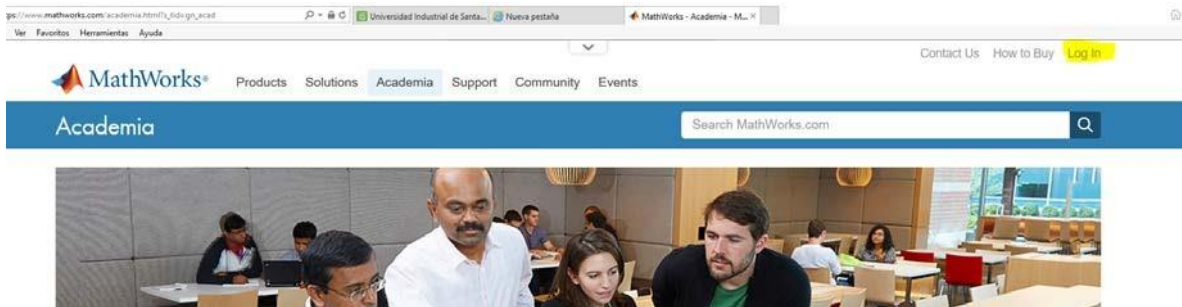 ps://www.mathworks.com/academia.html?s_tid=gn_acad Universidad Industrial de Santa... Nueva pestaña MathWorks - Academia - M...
Ver Favoritos Herramientas Ayuda
Contact Us How to Buy Log In
MathWorks® Products Solutions Academia Support Community Events
Academia Search MathWorks.com